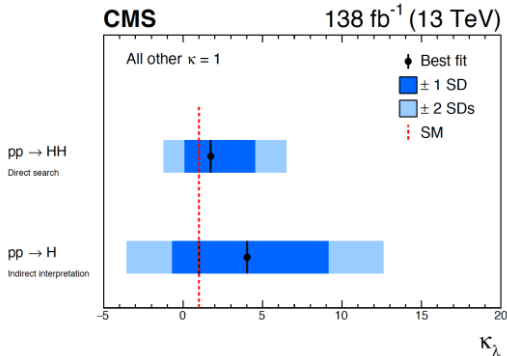 CMS 138 fb⁻¹ (13 TeV)
All other κ = 1
Best fit
± 1 SD
± 2 SDs
SM
pp → HH
Direct search
pp → H
Indirect interpretation
−5 0 5 10 15 20
κλ